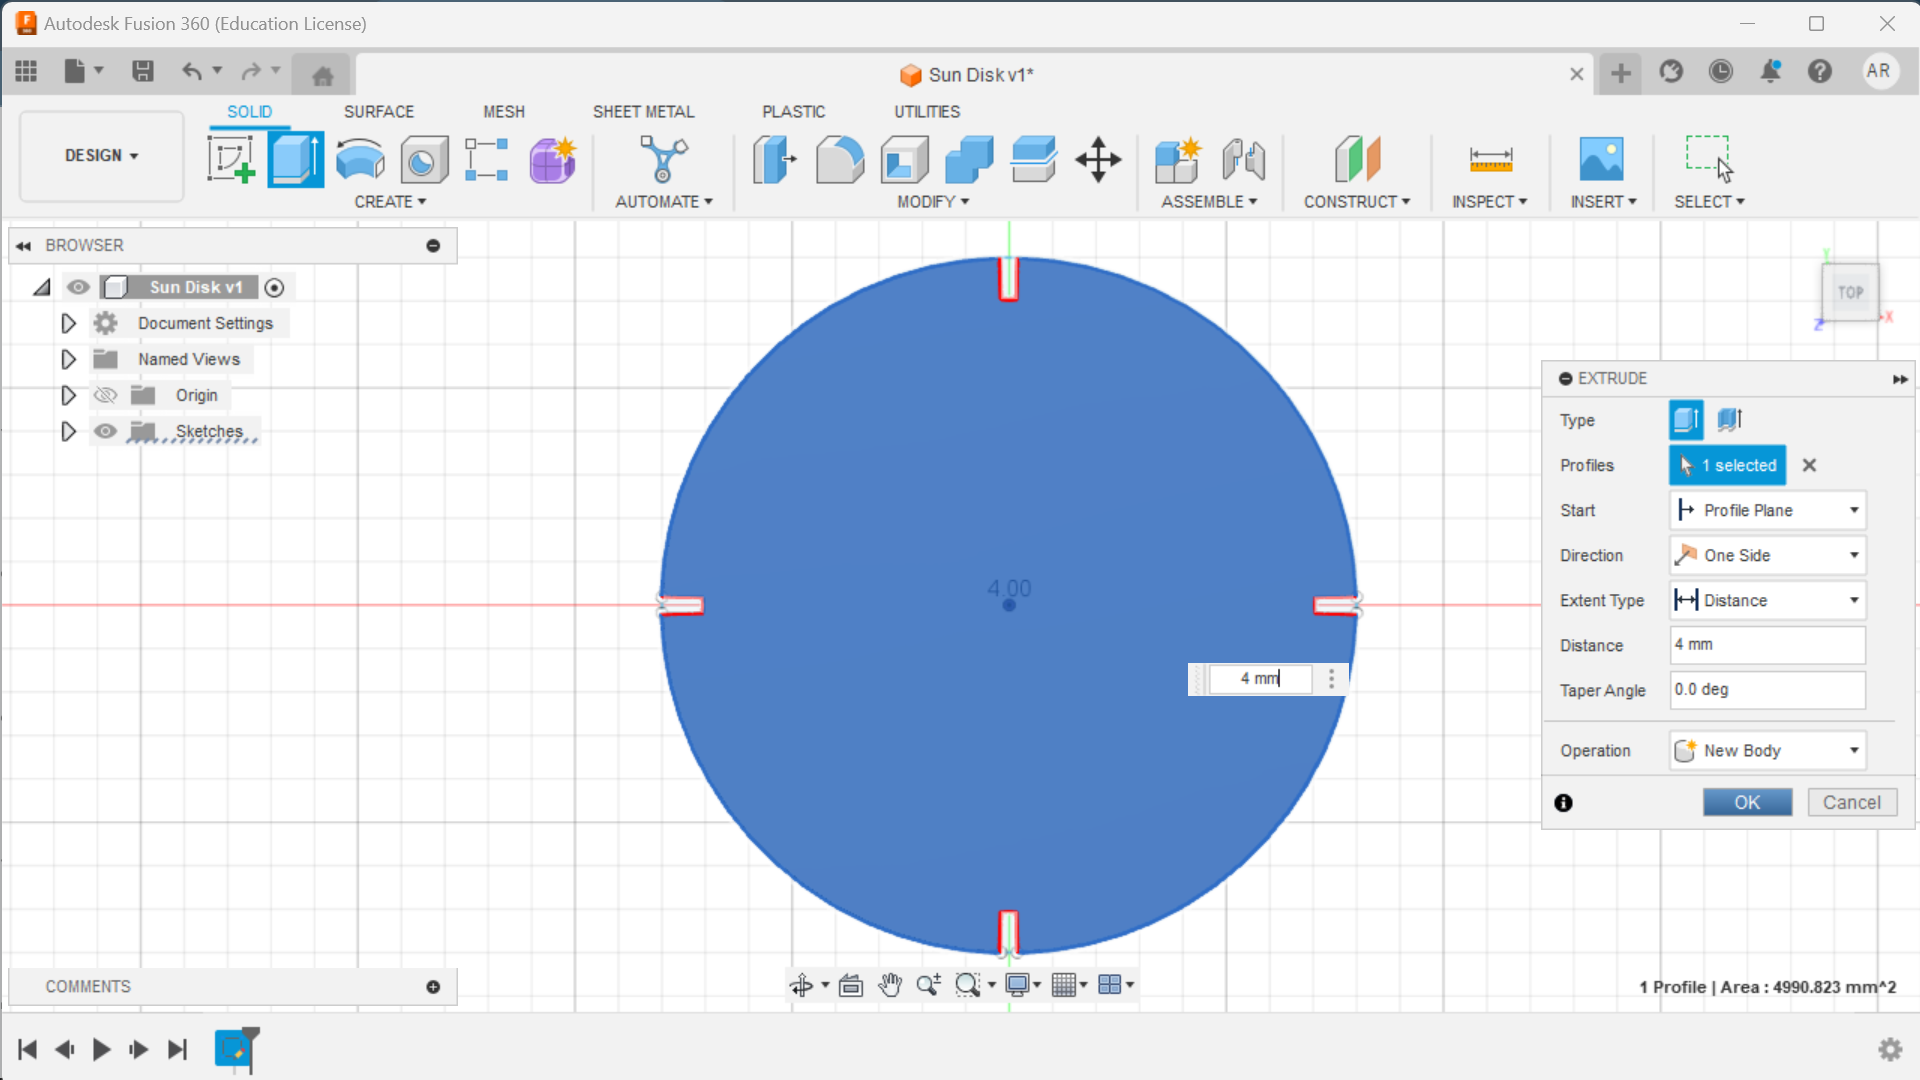 Autodesk Fusion 360 (Education License)
Sun Disk v1*
AR
DESIGN
SOLID
SURFACE
MESH
SHEET METAL
PLASTIC
UTILITIES
CREATE
AUTOMATE
MODIFY
ASSEMBLE
CONSTRUCT
INSPECT
INSERT
SELECT
BROWSER
Sun Disk v1
Document Settings
Named Views
Origin
Sketches
4.00
4 mm
Y
TOP
Z
X
EXTRUDE
Type
Profiles
1 selected
Start
Profile Plane
Direction
One Side
Extent Type
Distance
Distance
4 mm
Taper Angle
0.0 deg
Operation
New Body
OK
Cancel
COMMENTS
1 Profile | Area : 4990.823 mm^2